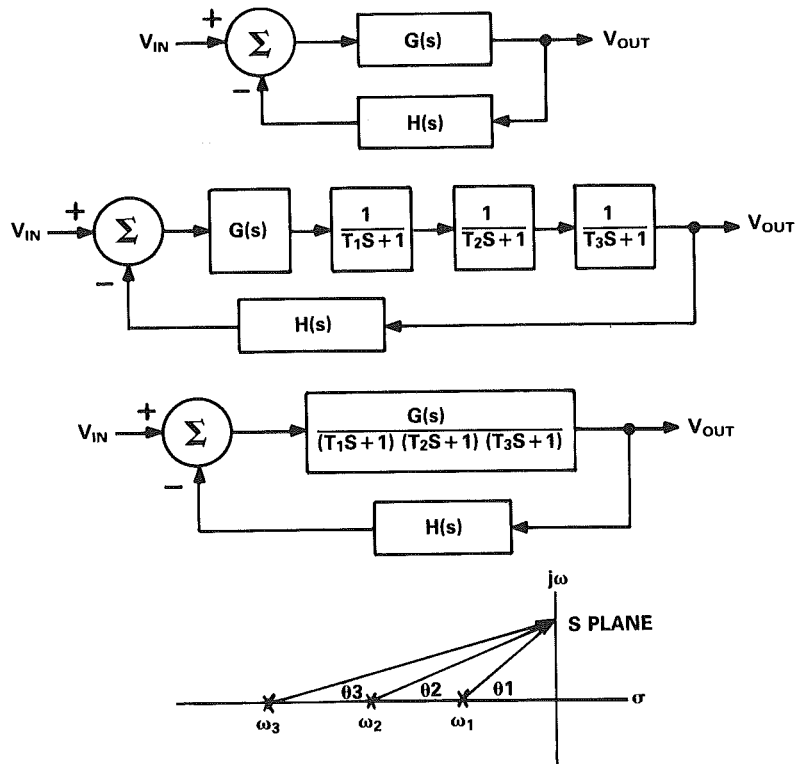 +
V_IN Σ G(s) V_OUT
−
H(s)
+
V_IN Σ G(s) 1/(T₁S+1) 1/(T₂S+1) 1/(T₃S+1) V_OUT
−
H(s)
+
V_IN Σ G(s)/((T₁S+1) (T₂S+1) (T₃S+1)) V_OUT
−
H(s)
jω
S PLANE
θ3 θ2 θ1 σ
ω₃ ω₂ ω₁